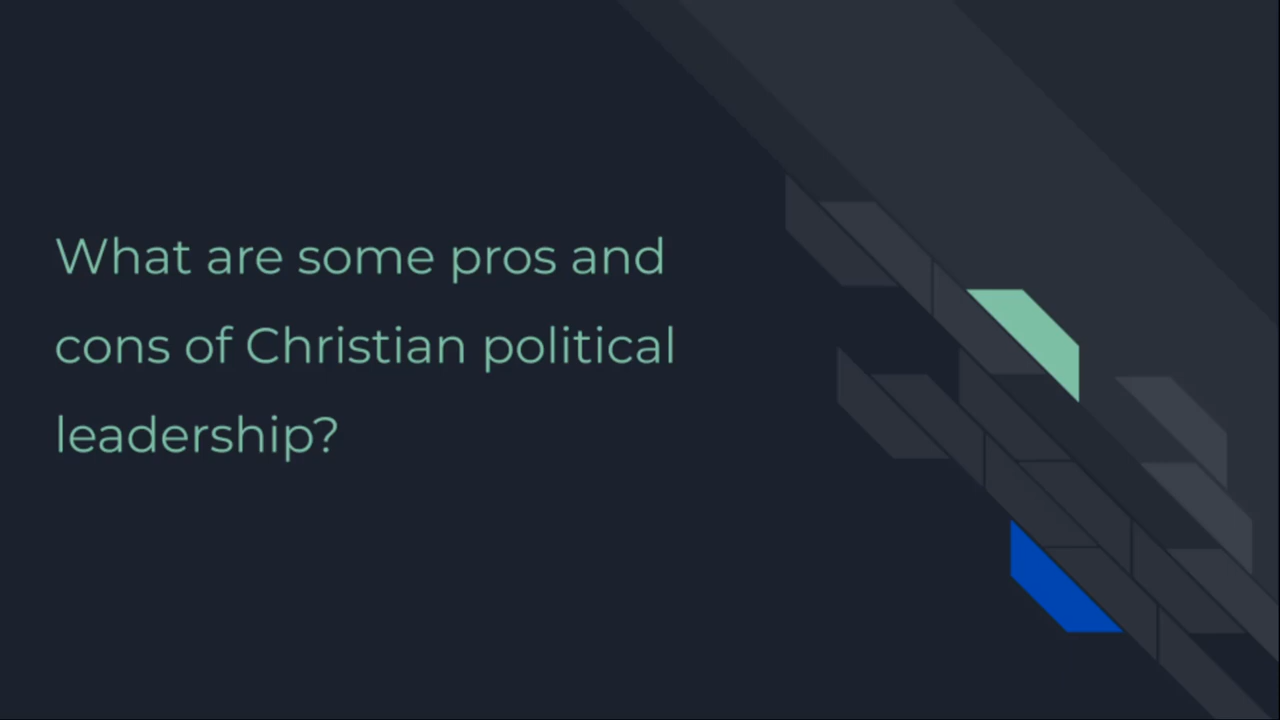 What are some pros and
cons of Christian political
leadership?